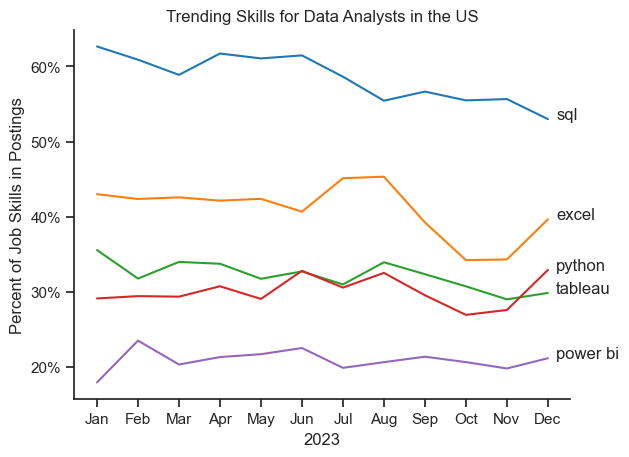 Trending Skills for Data Analysts in the US
Percent of Job Skills in Postings
60%
50%
40%
30%
20%
sql
excel
python
tableau
power bi
Jan Feb Mar Apr May Jun Jul Aug Sep Oct Nov Dec
2023